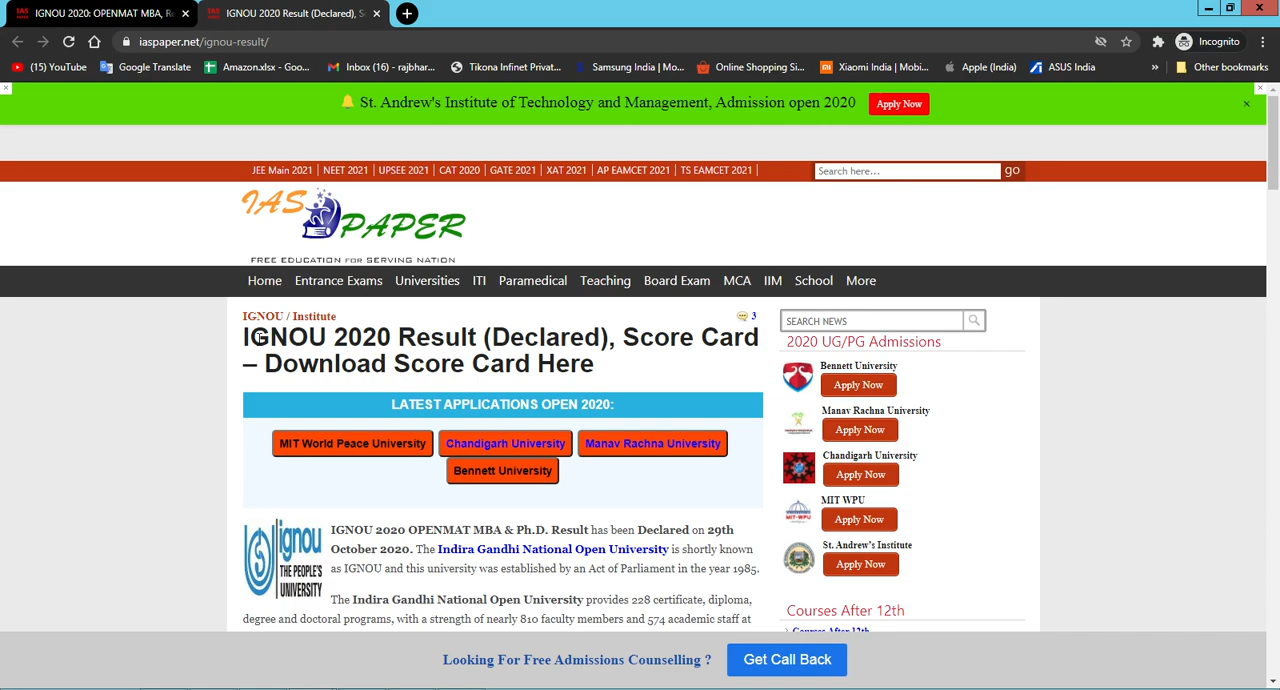 IGNOU 2020: OPENMAT MBA, Re
IGNOU 2020 Result (Declared), S
iaspaper.net/ignou-result/
Incognito
(15) YouTube
Google Translate
Amazon.xlsx - Goo...
Inbox (16) - rajbhar...
Tikona Infinet Privat...
Samsung India | Mo...
Online Shopping Si...
Xiaomi India | Mobi...
Apple (India)
ASUS India
»
Other bookmarks
St. Andrew's Institute of Technology and Management, Admission open 2020
Apply Now
JEE Main 2021 | NEET 2021 | UPSEE 2021 | CAT 2020 | GATE 2021 | XAT 2021 | AP EAMCET 2021 | TS EAMCET 2021 |
Search here...
go
IAS PAPER
FREE EDUCATION FOR SERVING NATION
Home Entrance Exams Universities ITI Paramedical Teaching Board Exam MCA IIM School More
IGNOU / Institute
3
IGNOU 2020 Result (Declared), Score Card
– Download Score Card Here
LATEST APPLICATIONS OPEN 2020:
MIT World Peace University
Chandigarh University
Manav Rachna University
Bennett University
ignou
THE PEOPLE'S
UNIVERSITY
IGNOU 2020 OPENMAT MBA & Ph.D. Result has been Declared on 29th
October 2020. The Indira Gandhi National Open University is shortly known
as IGNOU and this university was established by an Act of Parliament in the year 1985.
The Indira Gandhi National Open University provides 228 certificate, diploma,
degree and doctoral programs, with a strength of nearly 810 faculty members and 574 academic staff at
SEARCH NEWS
2020 UG/PG Admissions
Bennett University
Apply Now
Manav Rachna University
Apply Now
Chandigarh University
Apply Now
MIT WPU
Apply Now
St. Andrew's Institute
Apply Now
Courses After 12th
Courses After 12th
Looking For Free Admissions Counselling ?
Get Call Back